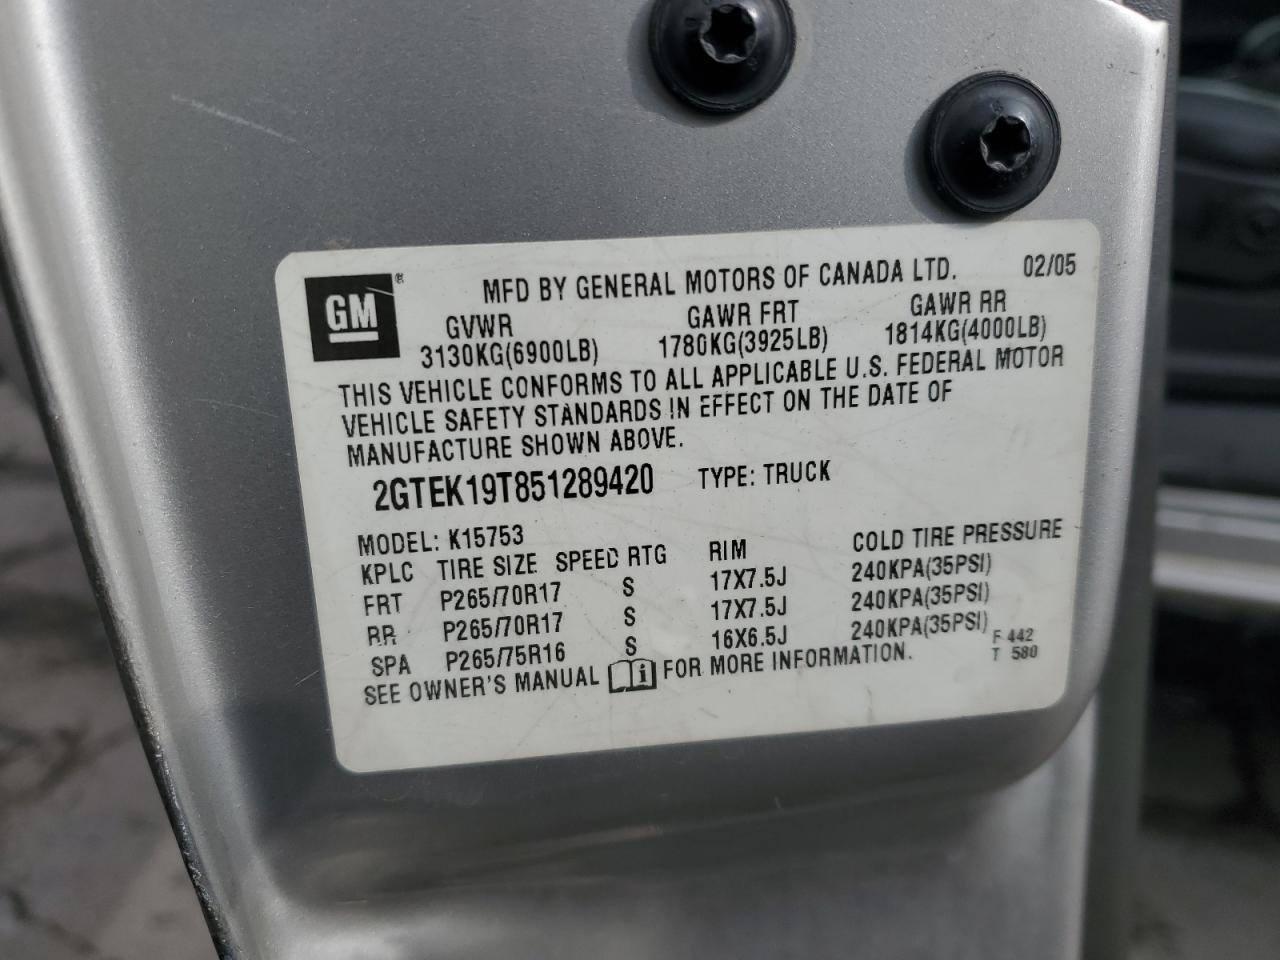 GM ® MFD BY GENERAL MOTORS OF CANADA LTD. 02/05
GVWR GAWR FRT GAWR RR
3130KG(6900LB) 1780KG(3925LB) 1814KG(4000LB)
THIS VEHICLE CONFORMS TO ALL APPLICABLE U.S. FEDERAL MOTOR
VEHICLE SAFETY STANDARDS IN EFFECT ON THE DATE OF
MANUFACTURE SHOWN ABOVE.
2GTEK19T851289420 TYPE: TRUCK
MODEL: K15753
KPLC TIRE SIZE SPEED RTG RIM COLD TIRE PRESSURE
FRT P265/70R17 S 17X7.5J 240KPA(35PSI)
RR P265/70R17 S 17X7.5J 240KPA(35PSI)
SPA P265/75R16 S 16X6.5J 240KPA(35PSI)
SEE OWNER'S MANUAL i FOR MORE INFORMATION.
F 442
T 580